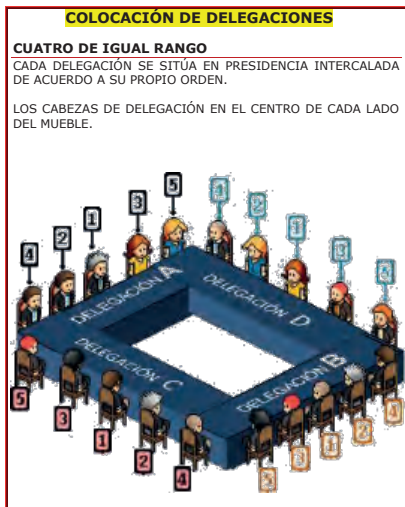 COLOCACIÓN DE DELEGACIONES
CUATRO DE IGUAL RANGO
CADA DELEGACIÓN SE SITÚA EN PRESIDENCIA INTERCALADA
DE ACUERDO A SU PROPIO ORDEN.
LOS CABEZAS DE DELEGACIÓN EN EL CENTRO DE CADA LADO
DEL MUEBLE.
4 2 1 3 5
4 2 1 3 5
DELEGACIÓN A
DELEGACIÓN D
DELEGACIÓN C
DELEGACIÓN B
5 3 1 2 4
5 3 1 2 4